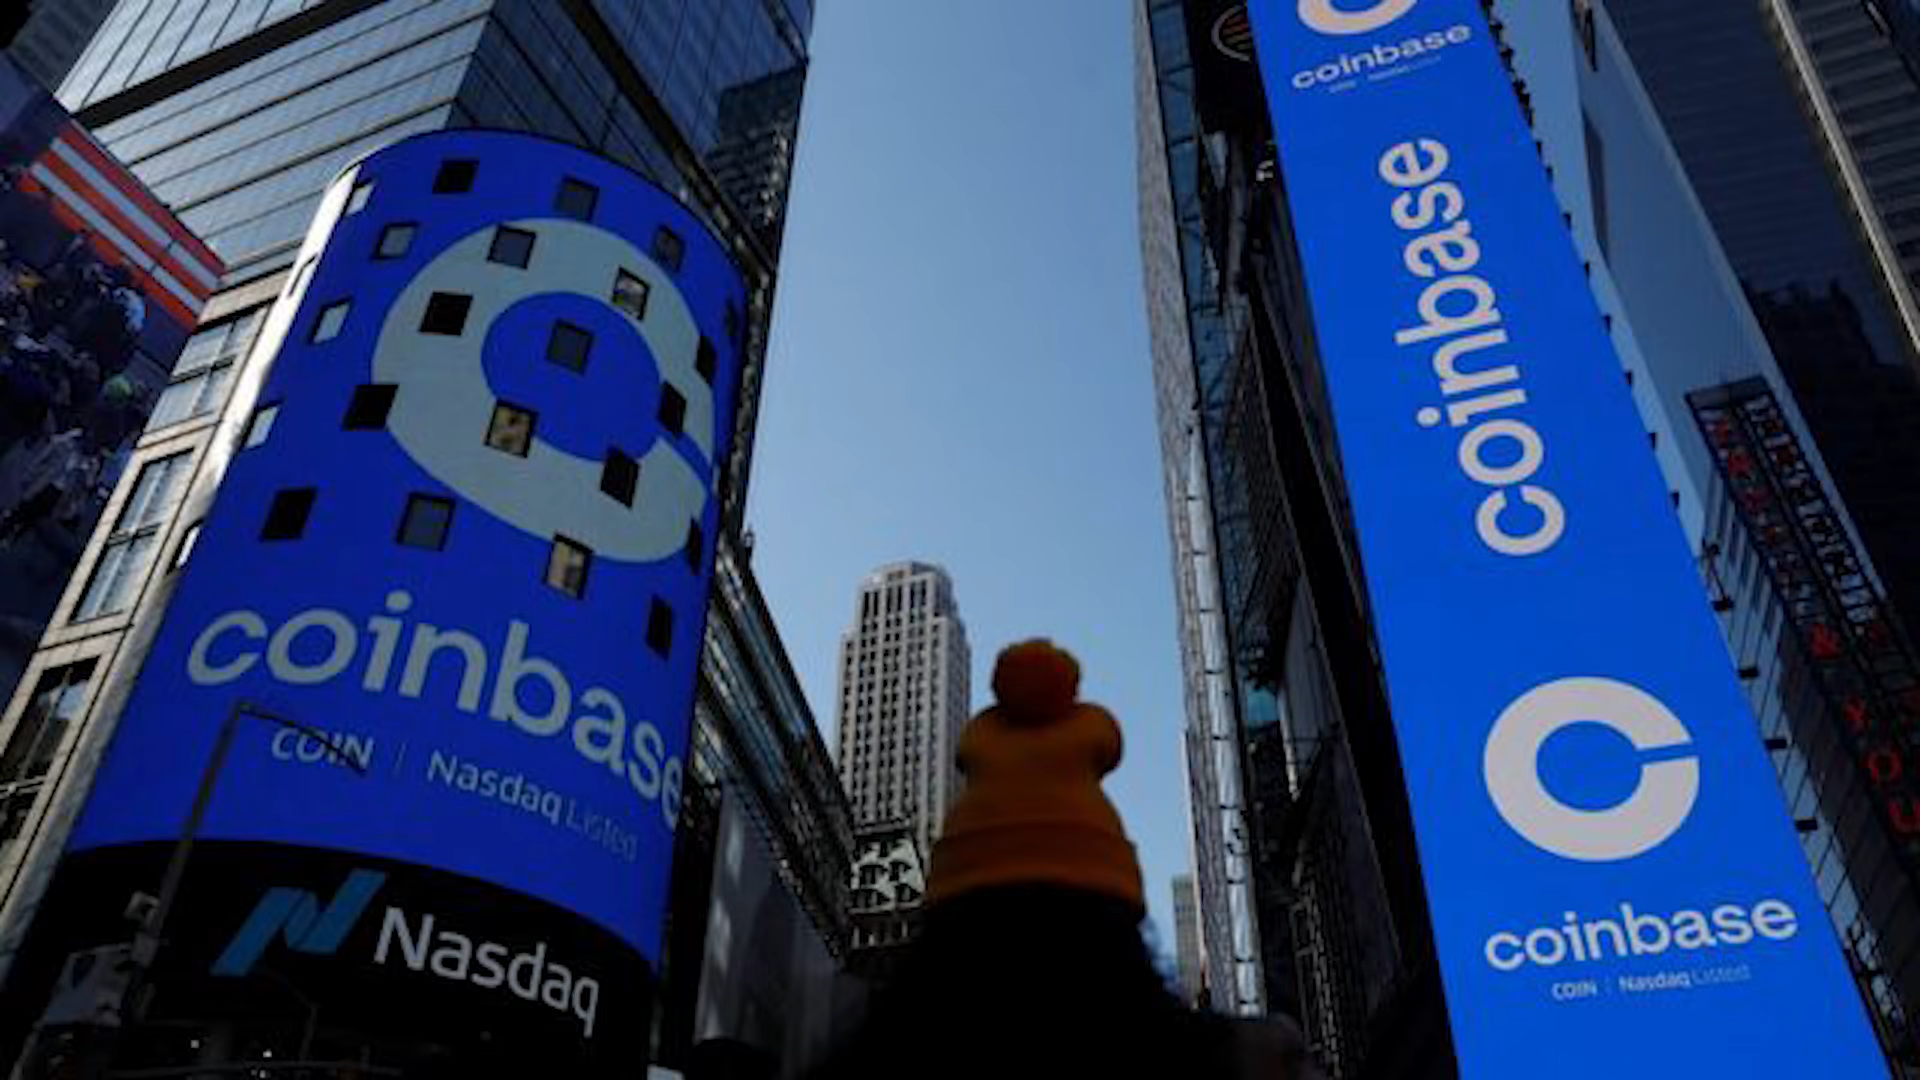 coinbase
COIN | Nasdaq Listed
Nasdaq
coinbase
coinbase
coinbase
COIN | Nasdaq Listed